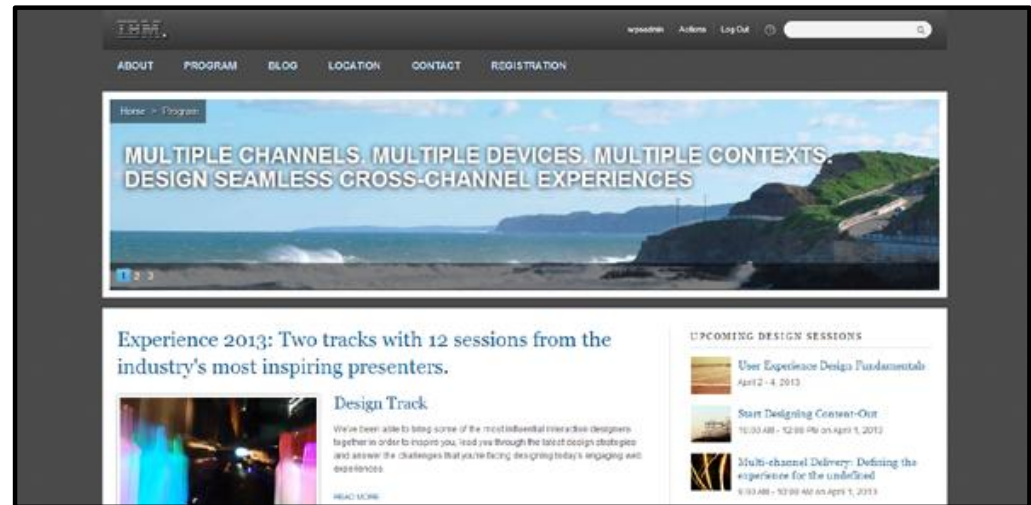 IBM.
wpsadmin Actions Log Out ?
ABOUT PROGRAM BLOG LOCATION CONTACT REGISTRATION
Home > Program
MULTIPLE CHANNELS. MULTIPLE DEVICES. MULTIPLE CONTEXTS.
DESIGN SEAMLESS CROSS-CHANNEL EXPERIENCES
1 2 3
Experience 2013: Two tracks with 12 sessions from the
industry's most inspiring presenters.
Design Track
We've been able to bring some of the most influential interaction designers
together in order to inspire you, lead you through the latest design strategies
and answer the challenges that you're facing designing today's engaging web
experiences.
READ MORE
UPCOMING DESIGN SESSIONS
User Experience Design Fundamentals
April 2 - 4, 2013
Start Designing Content-Out
10:00 AM - 12:00 PM on April 1, 2013
Multi-channel Delivery: Defining the
experience for the undefined
9:00 AM - 10:00 AM on April 1, 2013